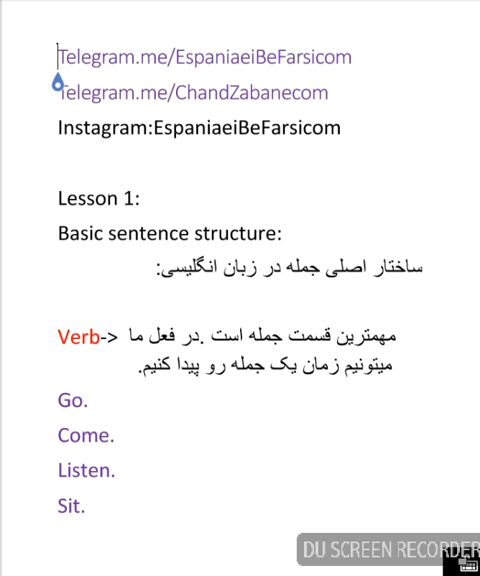 Telegram.me/EspaniaeiBeFarsicom
Telegram.me/ChandZabanecom
Instagram:EspaniaeiBeFarsicom
Lesson 1:
Basic sentence structure:
ساختار اصلی جمله در زبان انگلیسی:
Verb-> مهمترین قسمت جمله است .در فعل ما
میتونیم زمان یک جمله رو پیدا کنیم.
Go.
Come.
Listen.
Sit.
DU SCREEN RECORDER